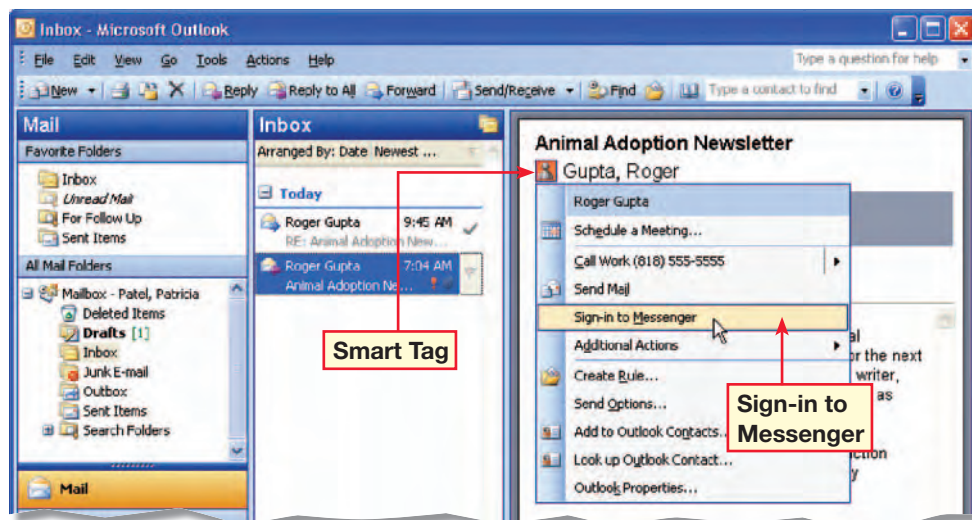 Inbox - Microsoft Outlook
File Edit View Go Tools Actions Help
Type a question for help
New Reply Reply to All Forward Send/Receive Find Type a contact to find
Mail
Favorite Folders
Inbox
Unread Mail
For Follow Up
Sent Items
All Mail Folders
Mailbox - Patel, Patricia
Deleted Items
Drafts [1]
Inbox
Junk E-mail
Outbox
Sent Items
Search Folders
Mail
Inbox
Arranged By: Date Newest ...
Today
Roger Gupta 9:45 AM
RE: Animal Adoption New...
Roger Gupta 7:04 AM
Animal Adoption Ne...
Smart Tag
Animal Adoption Newsletter
Gupta, Roger
Roger Gupta
Schedule a Meeting...
Call Work (818) 555-5555
Send Mail
Sign-in to Messenger
Additional Actions
Create Rule...
Send Options...
Add to Outlook Contacts...
Look up Outlook Contact...
Outlook Properties...
or the next
writer,
as
Sign-in to
Messenger